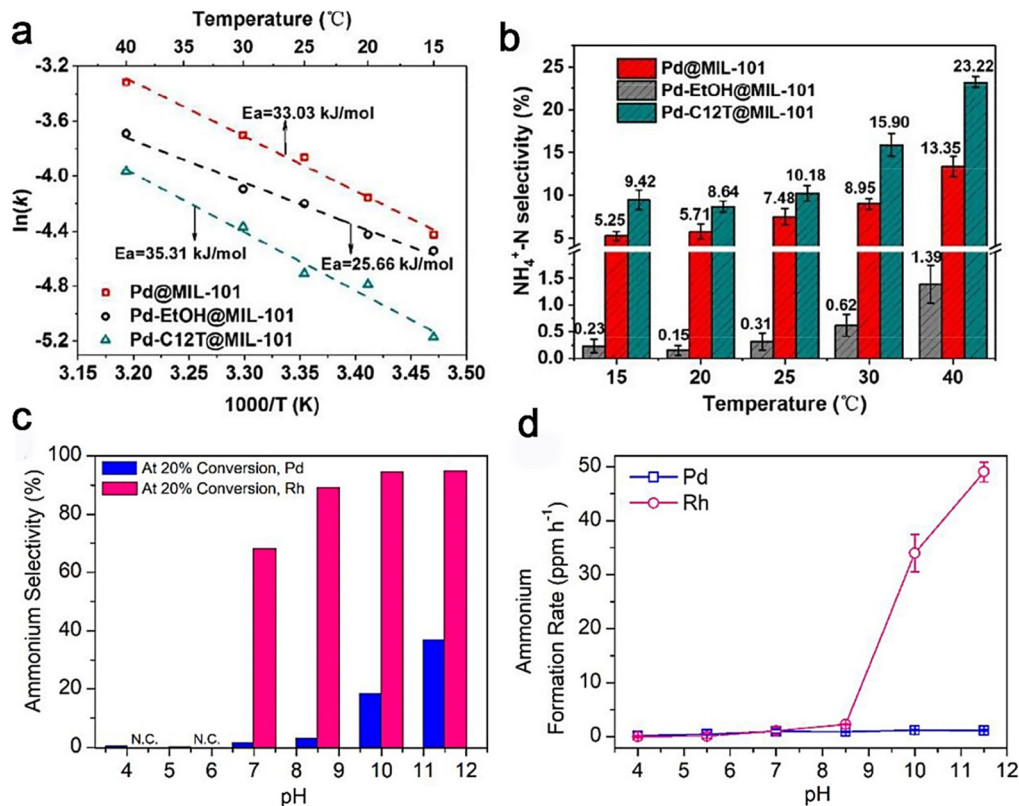 a
Temperature (℃)
40 35 30 25 20 15
-3.2
-3.6
-4.0
-4.4
-4.8
-5.2
ln(k)
Ea=33.03 kJ/mol
Ea=35.31 kJ/mol
Ea=25.66 kJ/mol
Pd@MIL-101
Pd-EtOH@MIL-101
Pd-C12T@MIL-101
3.15 3.20 3.25 3.30 3.35 3.40 3.45 3.50
1000/T (K)
b
NH₄⁺-N selectivity (%)
25
20
15
10
5
1.5
1.0
0.5
0.0
Pd@MIL-101
Pd-EtOH@MIL-101
Pd-C12T@MIL-101
0.23 5.25 9.42
0.15 5.71 8.64
0.31 7.48 10.18
0.62 8.95 15.90
1.39 13.35 23.22
15 20 25 30 40
Temperature (℃)
c
Ammonium Selectivity (%)
100
80
60
40
20
0
At 20% Conversion, Pd
At 20% Conversion, Rh
N.C. N.C.
4 5 6 7 8 9 10 11 12
pH
d
Ammonium
Formation Rate (ppm h⁻¹)
50
40
30
20
10
0
Pd
Rh
4 5 6 7 8 9 10 11 12
pH